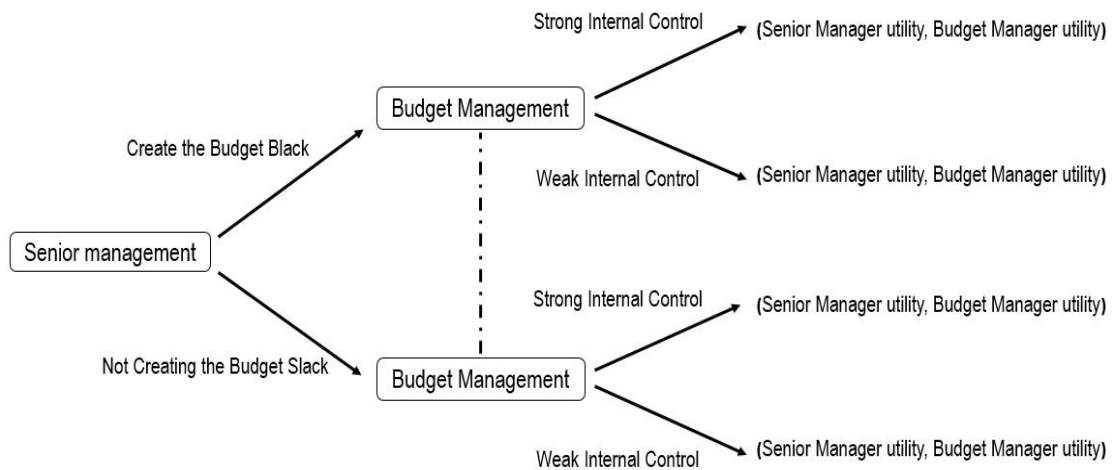 Strong Internal Control
(Senior Manager utility, Budget Manager utility)
Budget Management
Create the Budget Black
Weak Internal Control
(Senior Manager utility, Budget Manager utility)
Senior management
Strong Internal Control
(Senior Manager utility, Budget Manager utility)
Not Creating the Budget Slack
Budget Management
Weak Internal Control
(Senior Manager utility, Budget Manager utility)